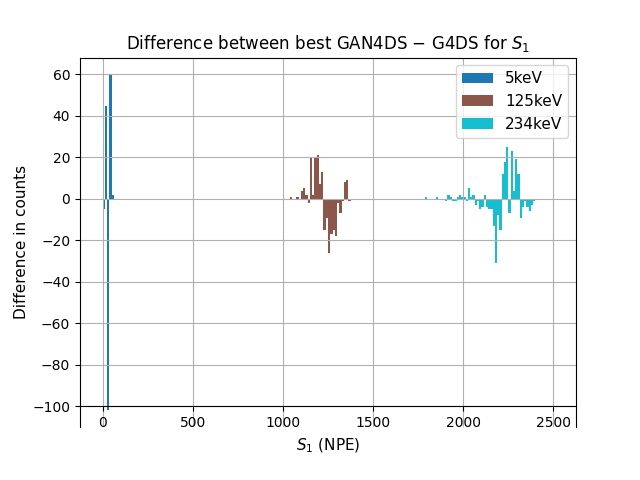 Difference between best GAN4DS − G4DS for S₁
5keV
125keV
234keV
60
40
20
0
−20
−40
−60
−80
−100
Difference in counts
0 500 1000 1500 2000 2500
S₁ (NPE)